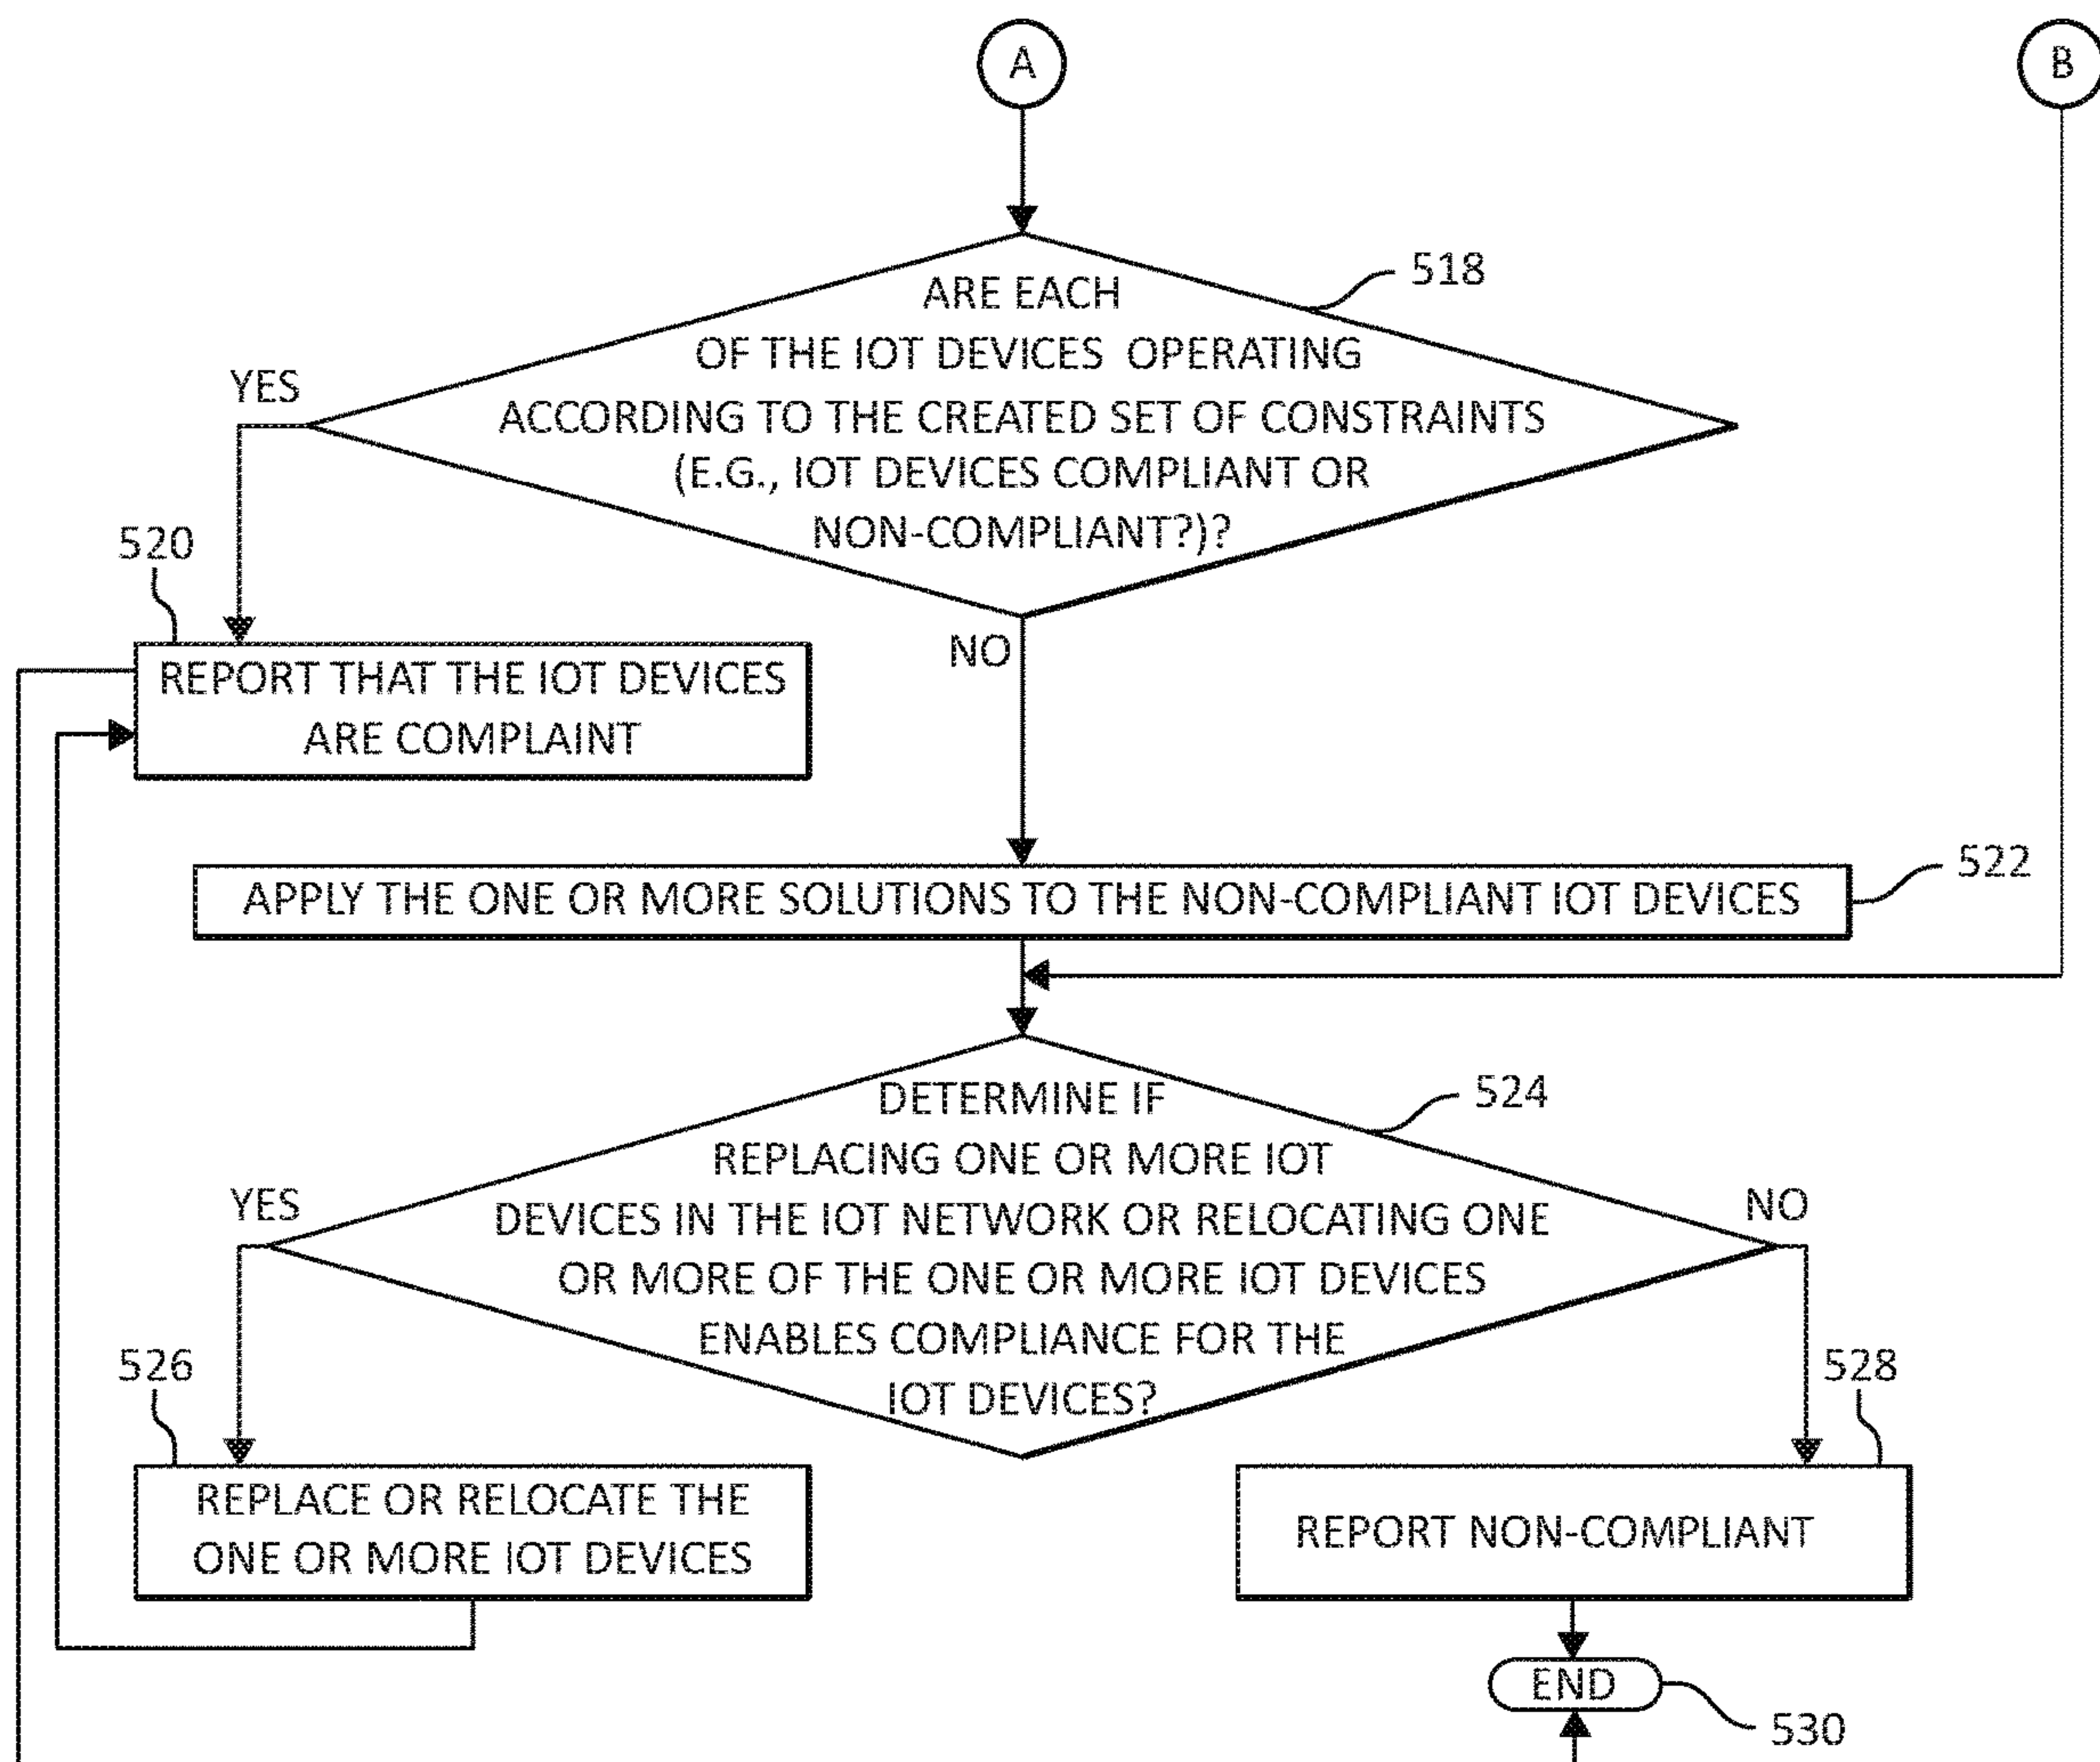 A
B
518
ARE EACH
OF THE IOT DEVICES OPERATING
ACCORDING TO THE CREATED SET OF CONSTRAINTS
(E.G., IOT DEVICES COMPLIANT OR
NON-COMPLIANT?)?
YES
NO
520
REPORT THAT THE IOT DEVICES
ARE COMPLAINT
522
APPLY THE ONE OR MORE SOLUTIONS TO THE NON-COMPLIANT IOT DEVICES
524
DETERMINE IF
REPLACING ONE OR MORE IOT
DEVICES IN THE IOT NETWORK OR RELOCATING ONE
OR MORE OF THE ONE OR MORE IOT DEVICES
ENABLES COMPLIANCE FOR THE
IOT DEVICES?
YES
NO
526
REPLACE OR RELOCATE THE
ONE OR MORE IOT DEVICES
528
REPORT NON-COMPLIANT
END
530